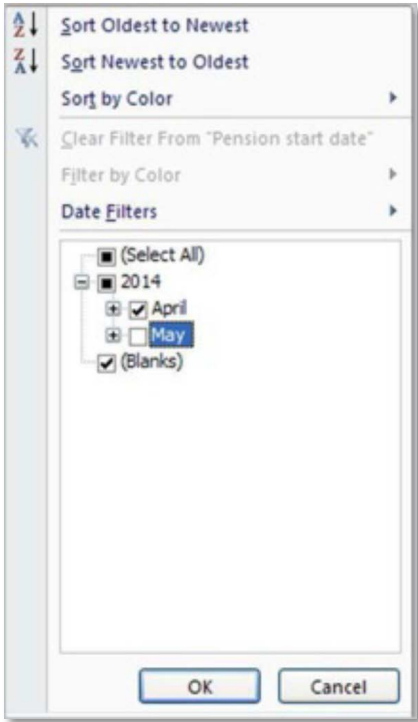 Sort Oldest to Newest
Sort Newest to Oldest
Sort by Color
Clear Filter From "Pension start date"
Filter by Color
Date Filters
(Select All)
2014
April
May
(Blanks)
OK Cancel